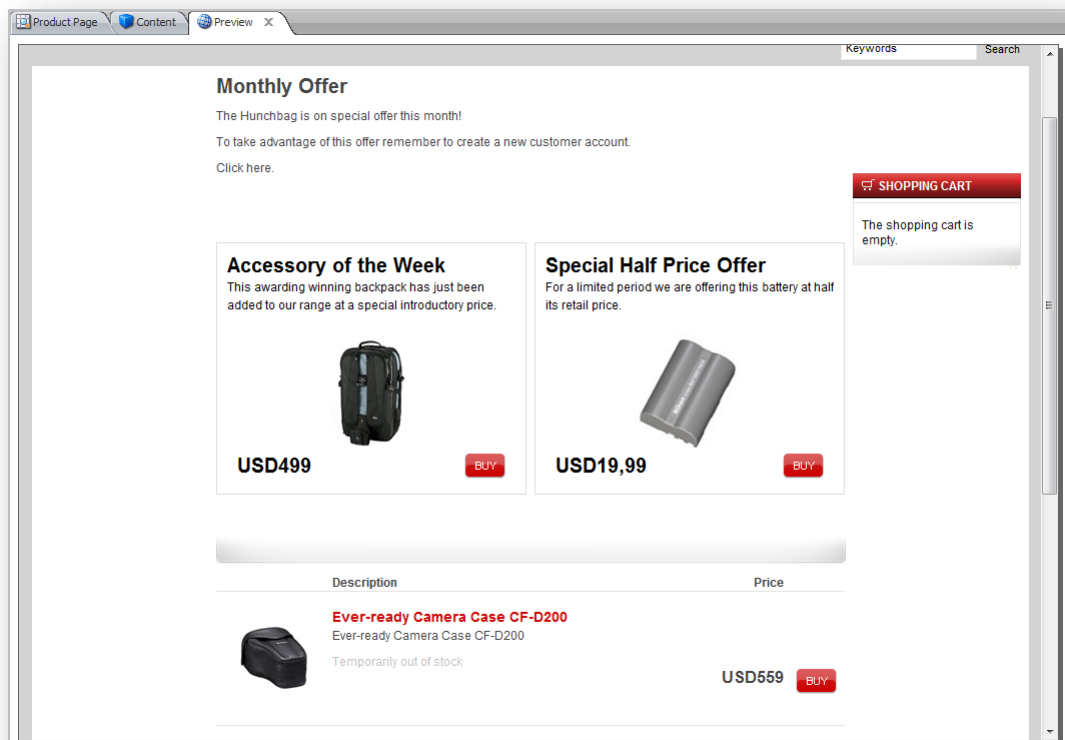 Product Page
Content
Preview
Keywords
Search
Monthly Offer
The Hunchbag is on special offer this month!
To take advantage of this offer remember to create a new customer account.
Click here.
SHOPPING CART
The shopping cart is
empty.
Accessory of the Week
This awarding winning backpack has just been
added to our range at a special introductory price.
USD499
BUY
Special Half Price Offer
For a limited period we are offering this battery at half
its retail price.
USD19,99
BUY
Description
Price
Ever-ready Camera Case CF-D200
Ever-ready Camera Case CF-D200
Temporarily out of stock
USD559
BUY